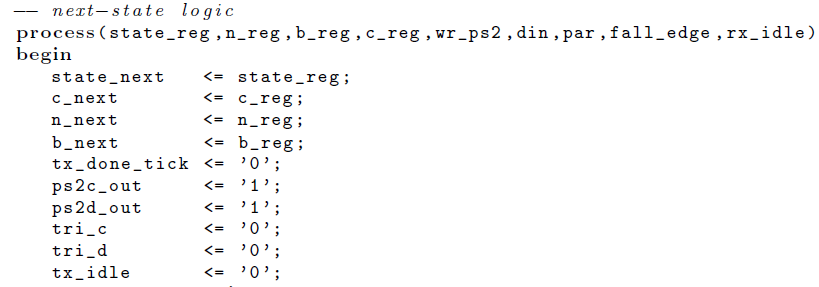 -- next-state logic
process(state_reg,n_reg,b_reg,c_reg,wr_ps2,din,par,fall_edge,rx_idle)
begin
state_next <= state_reg;
c_next <= c_reg;
n_next <= n_reg;
b_next <= b_reg;
tx_done_tick <= '0';
ps2c_out <= '1';
ps2d_out <= '1';
tri_c <= '0';
tri_d <= '0';
tx_idle <= '0';